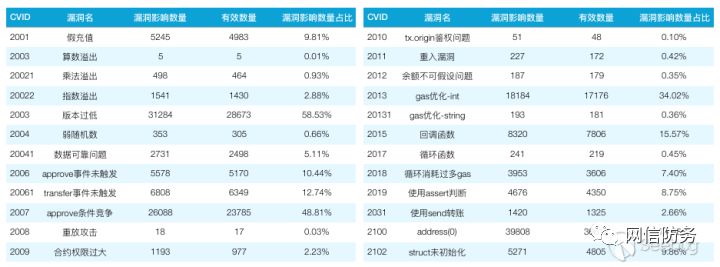 CVID 漏洞名 漏洞影响数量 有效数量 漏洞影响数量占比
2001 假充值 5245 4983 9.81%
2003 算数溢出 5 5 0.01%
20021 乘法溢出 498 464 0.93%
20022 指数溢出 1541 1430 2.88%
2003 版本过低 31284 28673 58.53%
2004 弱随机数 353 305 0.66%
20041 数据可靠问题 2731 2498 5.11%
2006 approve事件未触发 5578 5170 10.44%
20061 transfer事件未触发 6808 6349 12.74%
2007 approve条件竞争 26088 23785 48.81%
2008 重放攻击 18 17 0.03%
2009 合约权限过大 1193 977 2.23%
CVID 漏洞名 漏洞影响数量 有效数量 漏洞影响数量占比
2010 tx.origin鉴权问题 51 48 0.10%
2011 重入漏洞 227 172 0.42%
2012 余额不可假设问题 187 179 0.35%
2013 gas优化-int 18184 17176 34.02%
20131 gas优化-string 193 181 0.36%
2015 回调函数 8320 7806 15.57%
2017 循环函数 241 219 0.45%
2018 循环消耗过多gas 3953 3606 7.40%
2019 使用assert判断 4676 4350 8.75%
2031 使用send转账 1420 1325 2.66%
2100 address(0) 39808
2102 struct未初始化 5271 4805 9.86%
网信防务